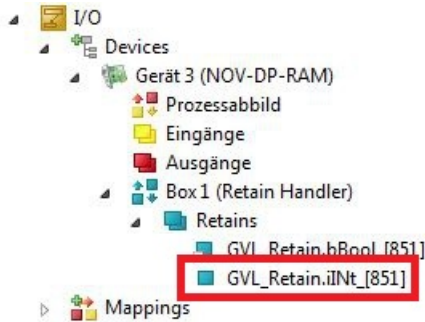 I/O
Devices
Gerät 3 (NOV-DP-RAM)
Prozessabbild
Eingänge
Ausgänge
Box 1 (Retain Handler)
Retains
GVL_Retain.bBool_[851]
GVL_Retain.iINt_[851]
Mappings